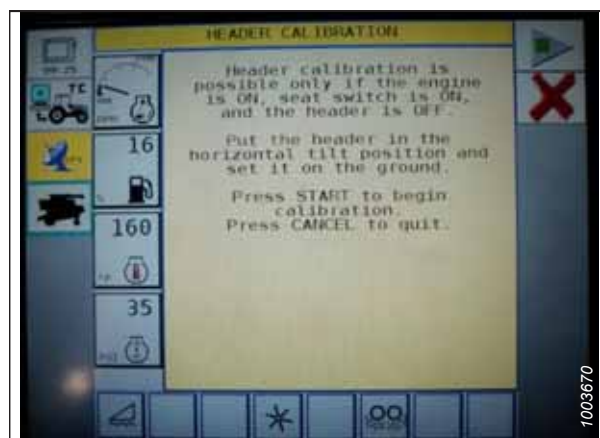 HEADER CALIBRATION
TC
Header calibration is
possible only if the engine
is ON, seat switch is ON,
and the header is OFF.
Put the header in the
horizontal tilt position and
set it on the ground.
Press START to begin
calibration.
Press CANCEL to quit.
16
160
°F
35
PSI
1003670